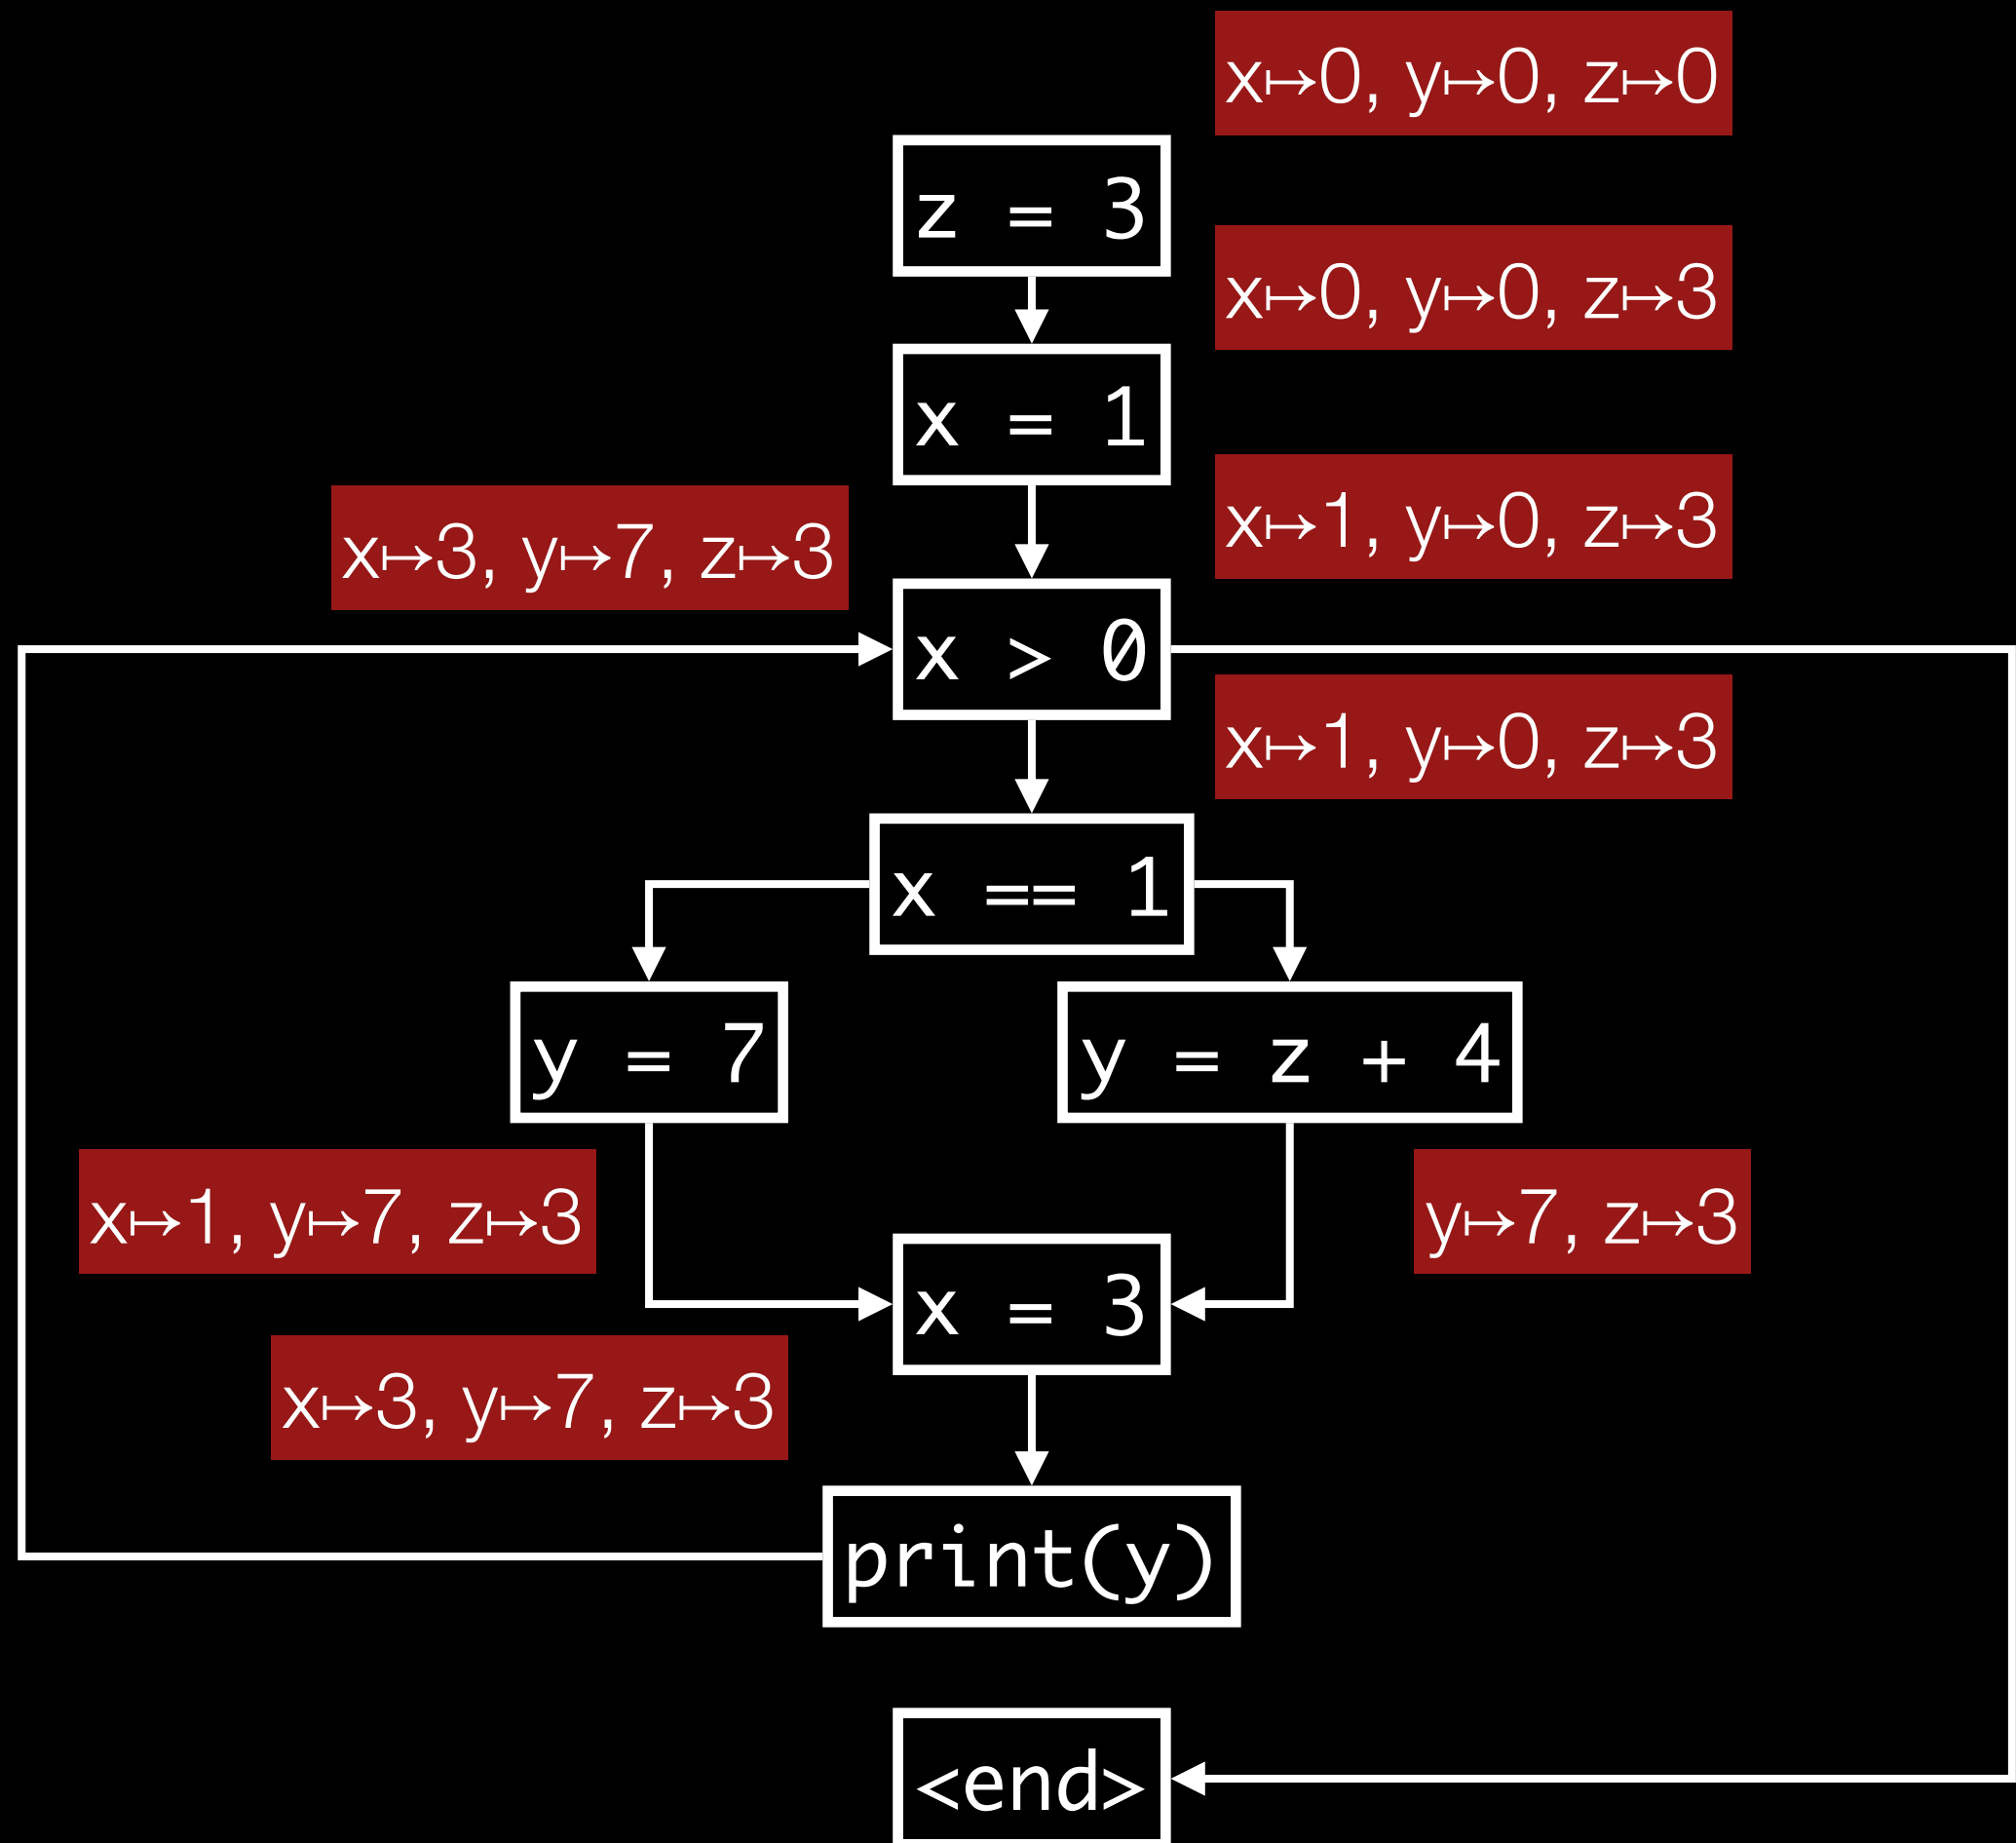 x↦0, y↦0, z↦0
z = 3
x↦0, y↦0, z↦3
x = 1
x↦1, y↦0, z↦3
x↦3, y↦7, z↦3
x > 0
x↦1, y↦0, z↦3
x == 1
y = 7
y = z + 4
x↦1, y↦7, z↦3
y↦7, z↦3
x = 3
x↦3, y↦7, z↦3
print(y)
<end>